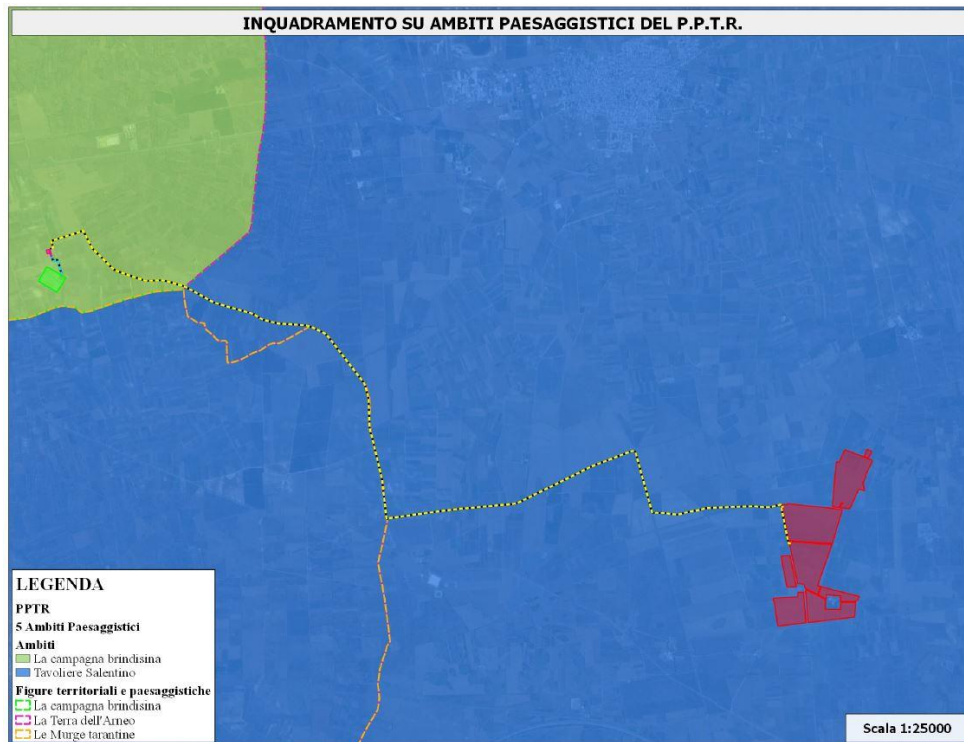 INQUADRAMENTO SU AMBITI PAESAGGISTICI DEL P.P.T.R.
LEGENDA
PPTR
5 Ambiti Paesaggistici
Ambiti
La campagna brindisina
Tavoliere Salentino
Figure territoriali e paesaggistiche
La campagna brindisina
La Terra dell'Arneo
Le Murge tarantine
Scala 1:25000